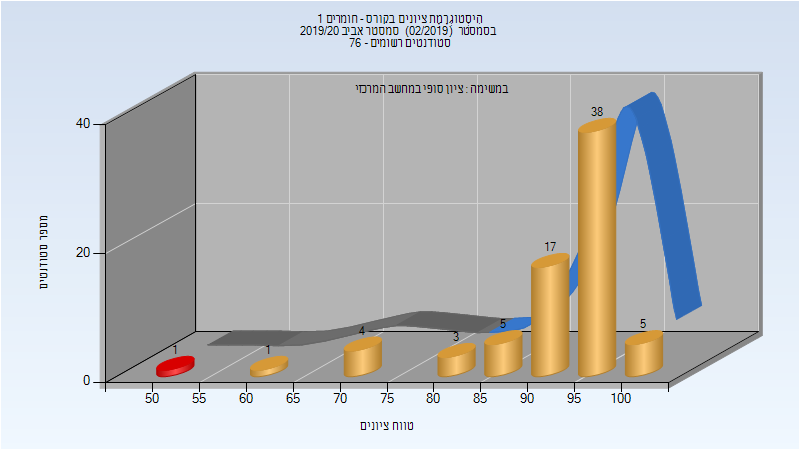 היסטוגרמת ציונים בקורס - חומרים 1
בסמסטר (02/2019) סמסטר אביב 2019/20
סטודנטים רשומים - 76
במשימה : ציון סופי במחשב המרכזי
מספר סטודנטים
40
20
0
1
1
4
3
5
17
38
5
50 55 60 65 70 75 80 85 90 95 100
טווח ציונים